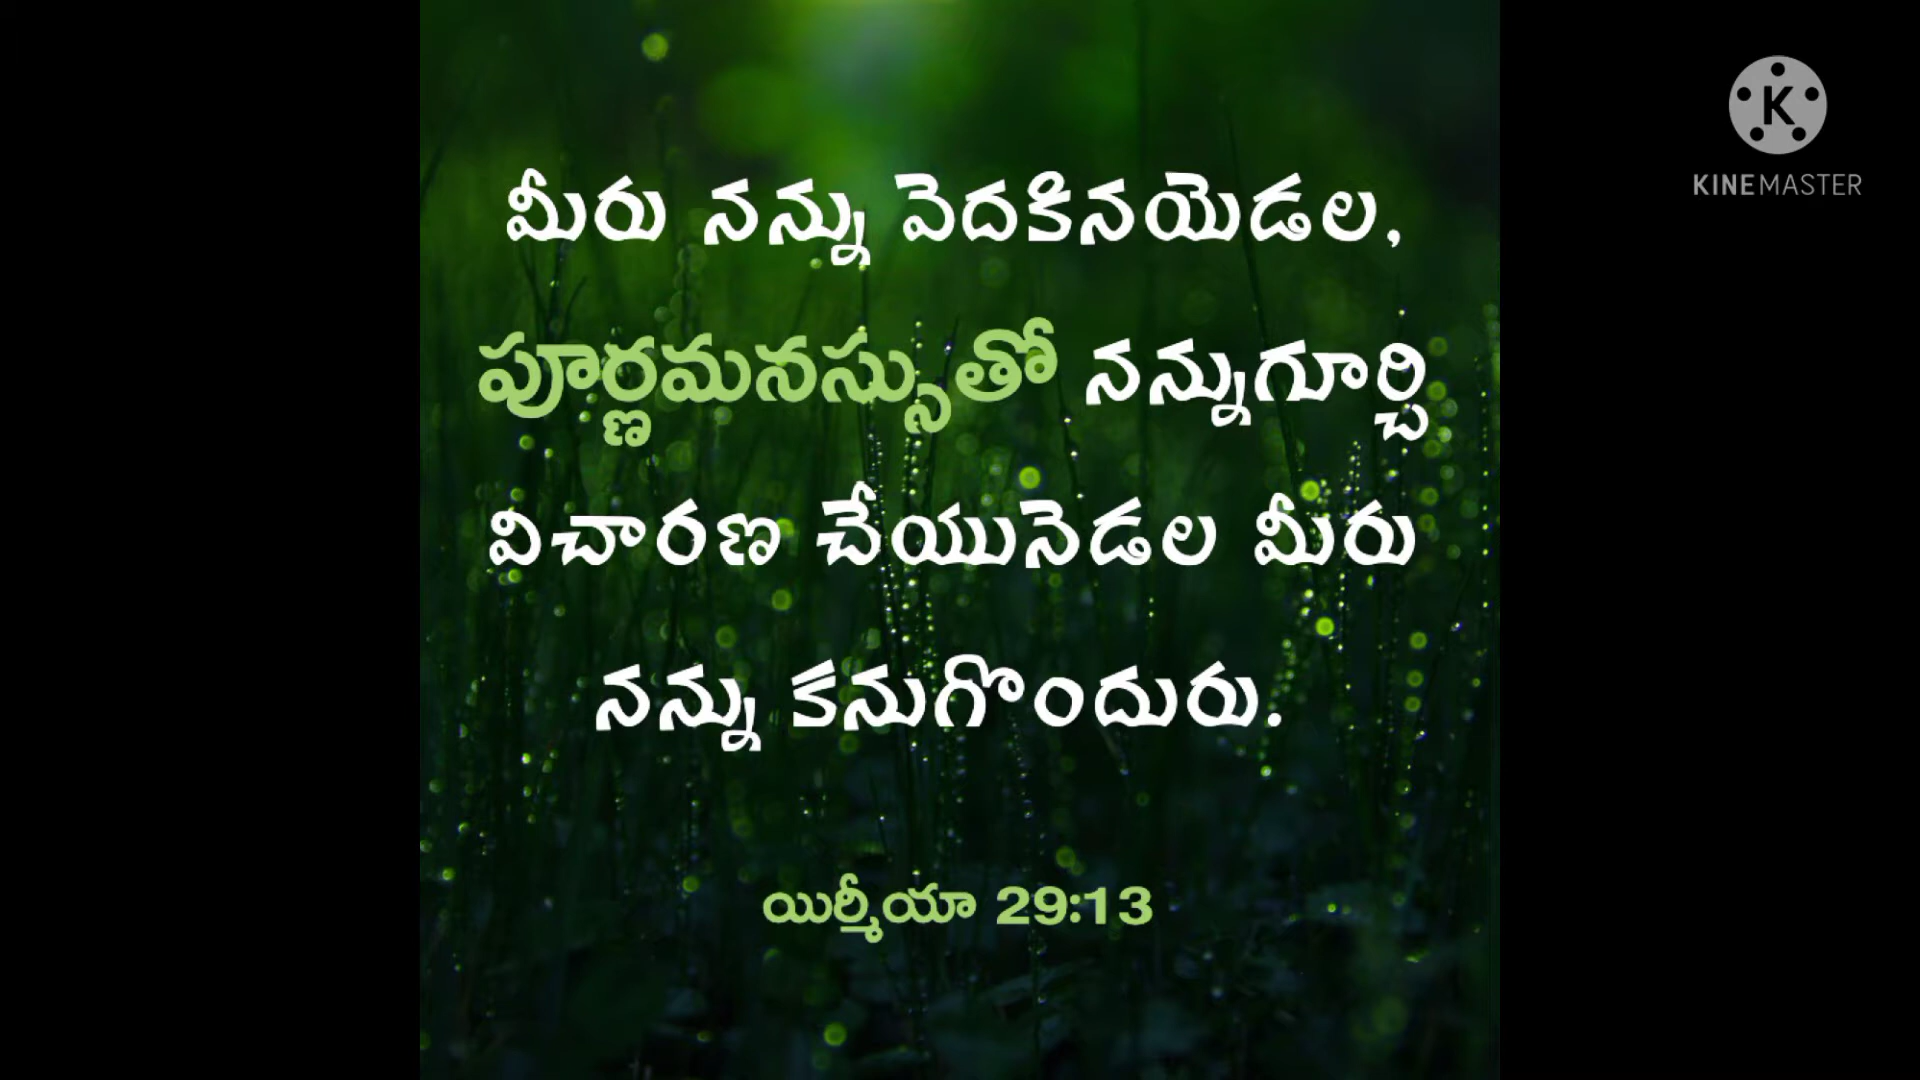 మీరు నన్ను వెదకినయెడల,
పూర్ణమనస్సుతో నన్నుగూర్చి
విచారణ చేయునెడల మీరు
నన్ను కనుగొందురు.
యిర్మీయా 29:13
K
KINEMASTER